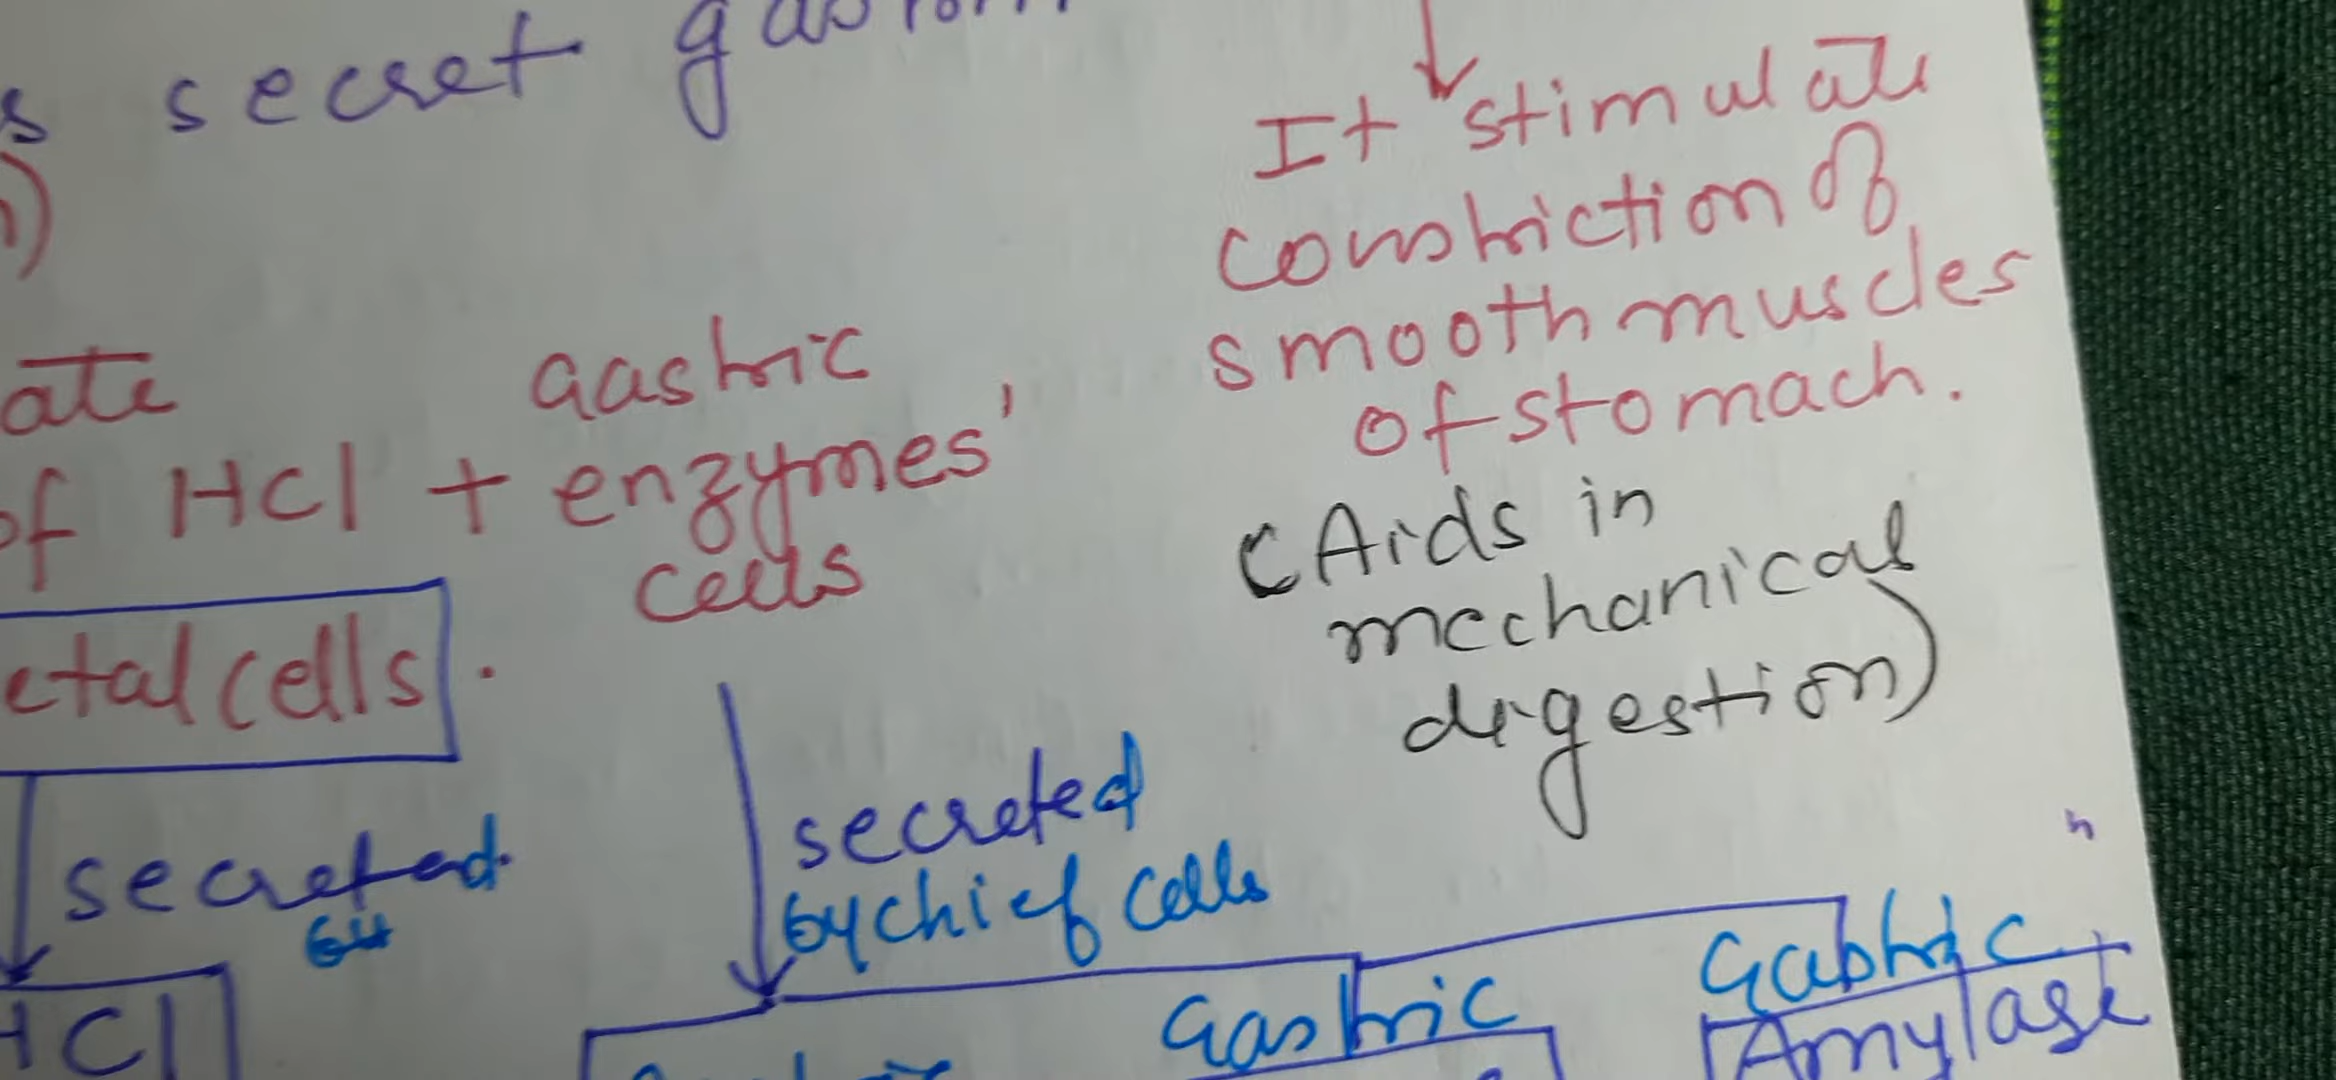 s secret
It stimulate
constriction of
smooth muscles
of stomach.
(Aids in
mechanical
digestion)
ate gastric
of HCl + enzymes'
cells
etal cells.
secreted
by
HCl
secreted
by chief cells
Gastric
Gastric
Amylase